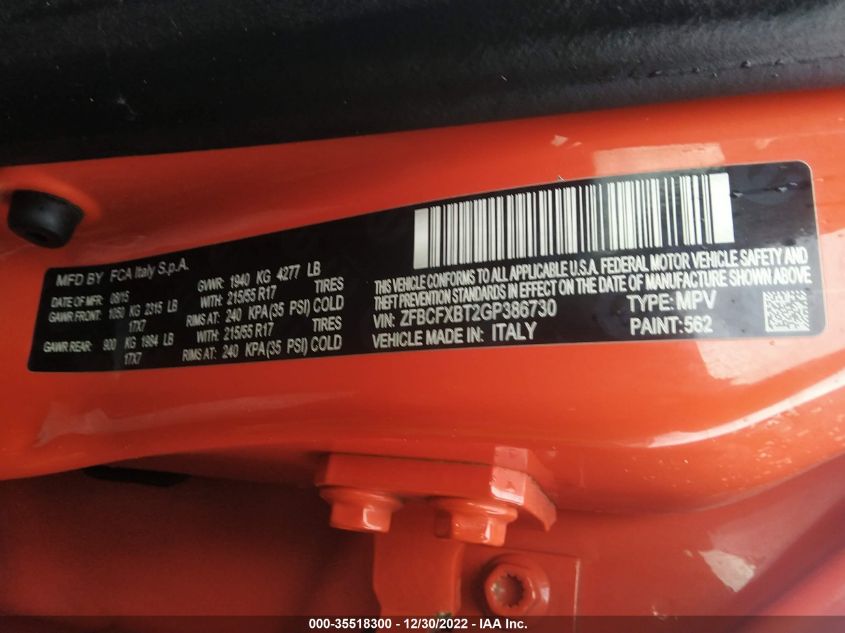 MFD BY FCA Italy S.p.A.
DATE OF MFR: 08/15 GVWR: 1940 KG 4277 LB
GAWR FRONT: 1050 KG 2315 LB WITH: 215/55 R17 TIRES
17X7 RIMS AT: 240 KPA(35 PSI) COLD
GAWR REAR: 900 KG 1984 LB WITH: 215/55 R17 TIRES
17X7 RIMS AT: 240 KPA(35 PSI) COLD
THIS VEHICLE CONFORMS TO ALL APPLICABLE U.S.A. FEDERAL MOTOR VEHICLE SAFETY AND
THEFT PREVENTION STANDARDS IN EFFECT ON THE DATE OF MANUFACTURE SHOWN ABOVE.
VIN: ZFBCFXBT2GP386730 TYPE: MPV
VEHICLE MADE IN: ITALY PAINT:562
000-35518300 - 12/30/2022 - IAA Inc.